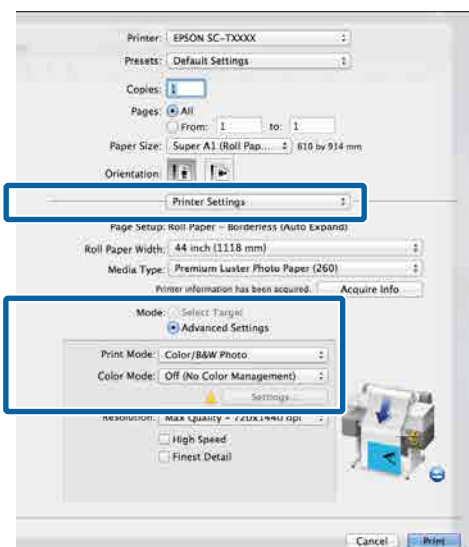 Printer: EPSON SC-TXXXX
Presets: Default Settings
Copies: 1
Pages: All
From: 1 to: 1
Paper Size: Super A1 (Roll Pap... 610 by 914 mm
Orientation:
Printer Settings
Page Setup: Roll Paper - Borderless (Auto Expand)
Roll Paper Width: 44 inch (1118 mm)
Media Type: Premium Luster Photo Paper (260)
Printer information has been acquired. Acquire Info
Mode: Select Target
Advanced Settings
Print Mode: Color/B&W Photo
Color Mode: Off (No Color Management)
Settings...
Resolution: Max Quality - 720x1440 dpi
High Speed
Finest Detail
Cancel Print